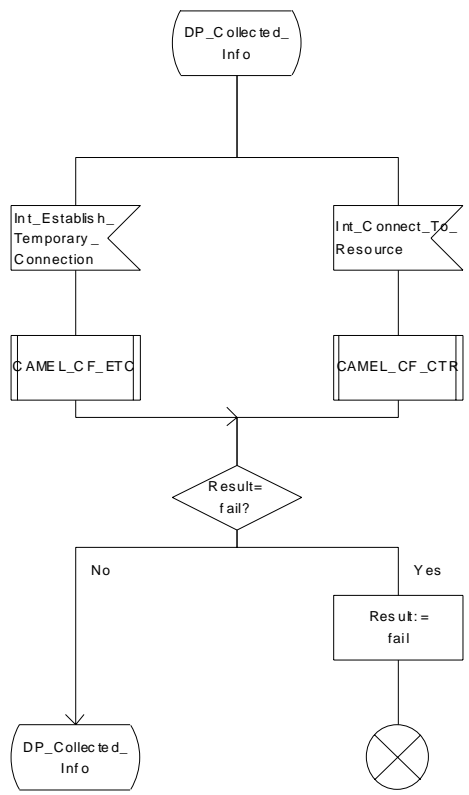 DP_Collected_
Info
Int_Establish_
Temporary_
Connection
Int_Connect_To_
Resource
CAMEL_CF_ETC
CAMEL_CF_CTR
Result=
fail?
No
Yes
Result:=
fail
DP_Collected_
Info